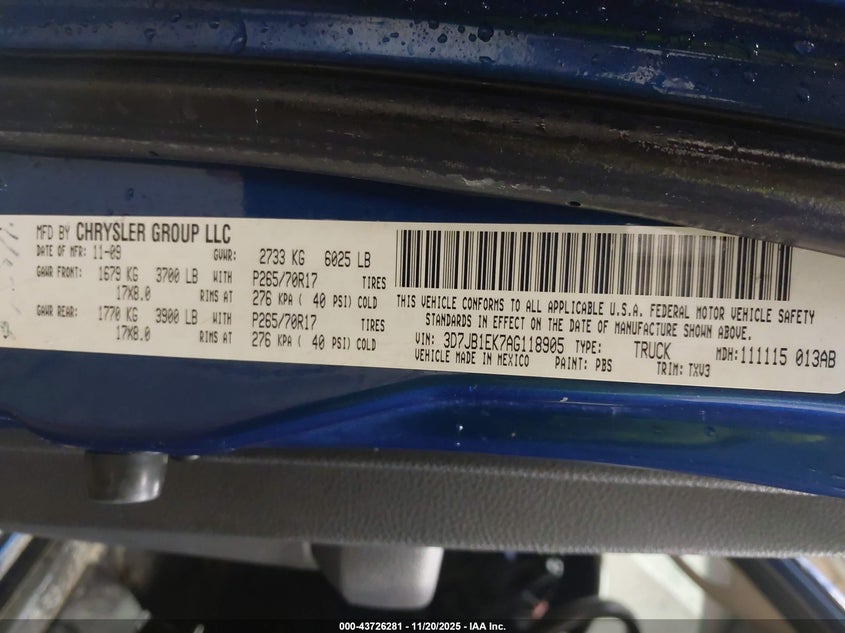 MFD BY CHRYSLER GROUP LLC
DATE OF MFR: 11-09 GVWR: 2733 KG 6025 LB
GAWR FRONT: 1679 KG 3700 LB WITH P265/70R17 TIRES
17X8.0 RIMS AT 276 KPA ( 40 PSI) COLD
GAWR REAR: 1770 KG 3900 LB WITH P265/70R17 TIRES
17X8.0 RIMS AT 276 KPA ( 40 PSI) COLD
THIS VEHICLE CONFORMS TO ALL APPLICABLE U.S.A. FEDERAL MOTOR VEHICLE SAFETY
STANDARDS IN EFFECT ON THE DATE OF MANUFACTURE SHOWN ABOVE.
VIN: 3D7JB1EK7AG118905 TYPE: TRUCK MDH: 111115 013AB
VEHICLE MADE IN MEXICO PAINT: PBS TRIM: TXV3
000-43726281 - 11/20/2025 - IAA Inc.